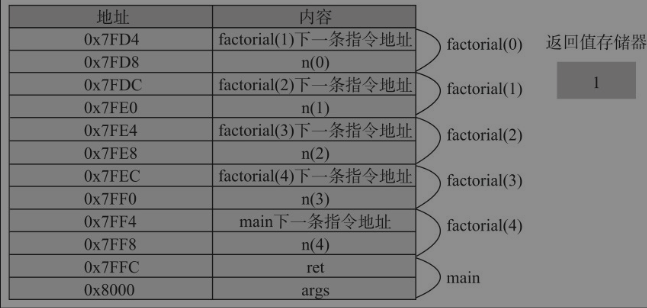 地址 内容
0x7FD4 factorial(1)下一条指令地址
0x7FD8 n(0)
factorial(0)
0x7FDC factorial(2)下一条指令地址
0x7FE0 n(1)
factorial(1)
0x7FE4 factorial(3)下一条指令地址
0x7FE8 n(2)
factorial(2)
0x7FEC factorial(4)下一条指令地址
0x7FF0 n(3)
factorial(3)
0x7FF4 main下一条指令地址
0x7FF8 n(4)
factorial(4)
0x7FFC ret
0x8000 args
main
返回值存储器
1